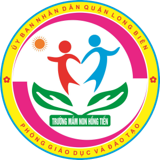 ỦY BAN NHÂN DÂN QUẬN LONG BIÊN
TRƯỜNG MẦM NON HỒNG TIẾN
PHÒNG GIÁO DỤC VÀ ĐÀO TẠO